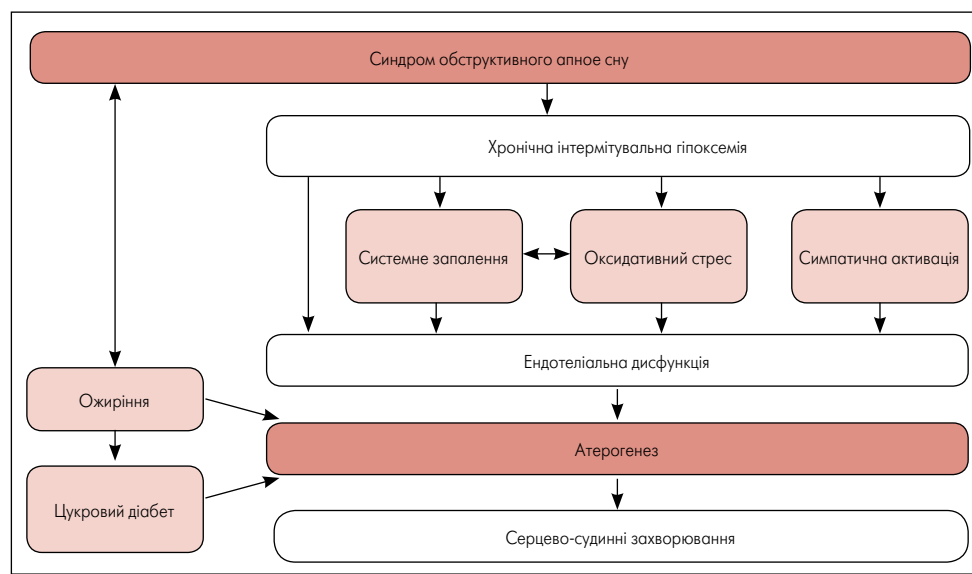 Синдром обструктивного апное сну
Хронічна інтермітувальна гіпоксемія
Системне запалення
Оксидативний стрес
Симпатична активація
Ендотеліальна дисфункція
Ожиріння
Атерогенез
Цукровий діабет
Серцево-судинні захворювання